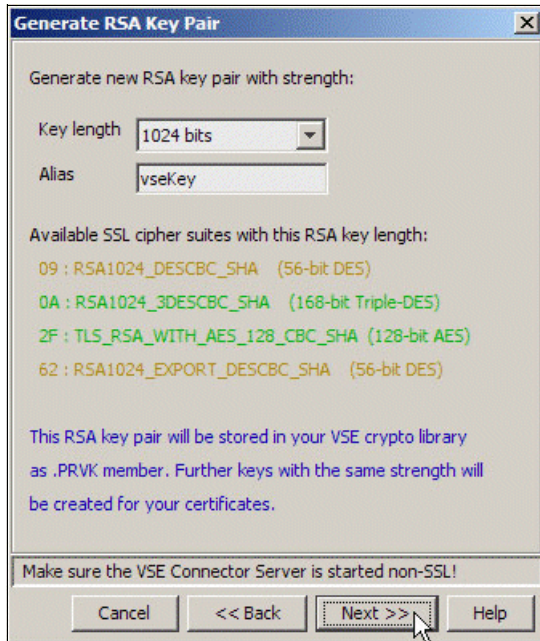 Generate RSA Key Pair
Generate new RSA key pair with strength:
Key length 1024 bits
Alias vseKey
Available SSL cipher suites with this RSA key length:
09 : RSA1024_DESCBC_SHA (56-bit DES)
0A : RSA1024_3DESCBC_SHA (168-bit Triple-DES)
2F : TLS_RSA_WITH_AES_128_CBC_SHA (128-bit AES)
62 : RSA1024_EXPORT_DESCBC_SHA (56-bit DES)
This RSA key pair will be stored in your VSE crypto library
as .PRVK member. Further keys with the same strength will
be created for your certificates.
Make sure the VSE Connector Server is started non-SSL!
Cancel << Back Next >> Help